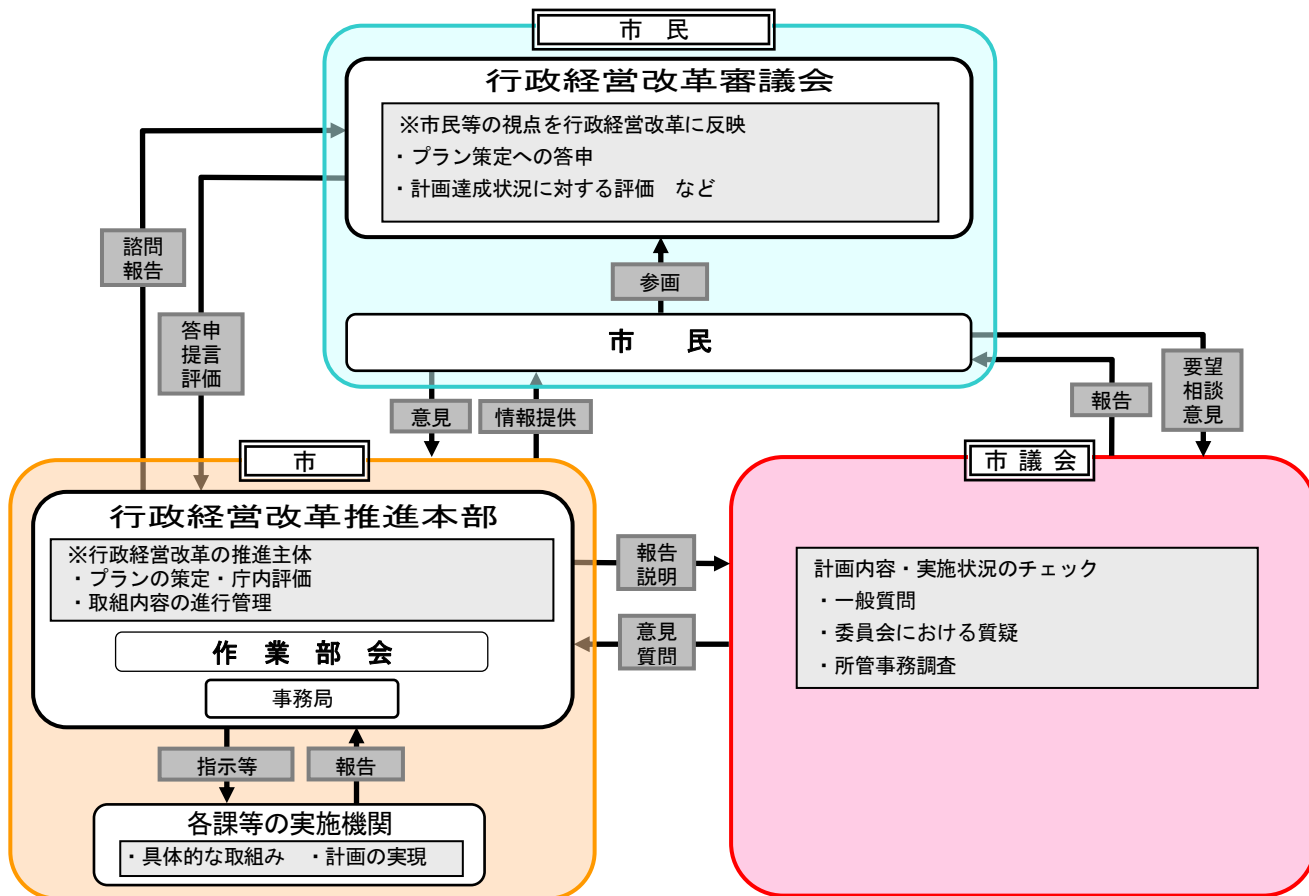 市　民
行政経営改革審議会
※市民等の視点を行政経営改革に反映
・プラン策定への答申
・計画達成状況に対する評価　など
諮問
報告
参画
答申
提言
評価
市　民
要望
相談
意見
報告
意見
情報提供
市
市 議 会
行政経営改革推進本部
※行政経営改革の推進主体
・プランの策定・庁内評価
・取組内容の進行管理
作　業　部　会
事務局
報告
説明
意見
質問
計画内容・実施状況のチェック
・一般質問
・委員会における質疑
・所管事務調査
指示等
報告
各課等の実施機関
・具体的な取組み　・計画の実現